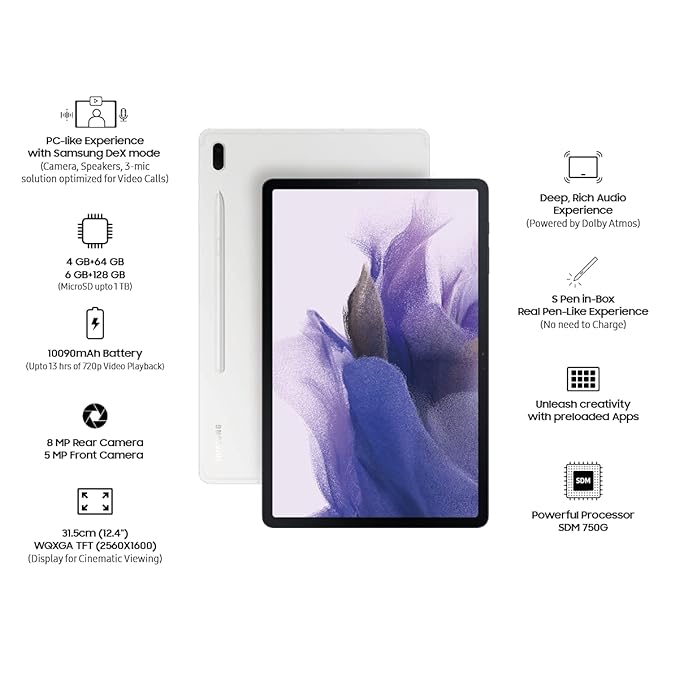 PC-like Experience
with Samsung DeX mode
(Camera, Speakers, 3-mic
solution optimized for Video Calls)
4 GB+64 GB
6 GB+128 GB
(MicroSD upto 1 TB)
10090mAh Battery
(Upto 13 hrs of 720p Video Playback)
8 MP Rear Camera
5 MP Front Camera
31.5cm (12.4")
WQXGA TFT (2560X1600)
(Display for Cinematic Viewing)
SAMSUNG
Deep, Rich Audio
Experience
(Powered by Dolby Atmos)
S Pen in-Box
Real Pen-Like Experience
(No need to Charge)
Unleash creativity
with preloaded Apps
SDM
Powerful Processor
SDM 750G